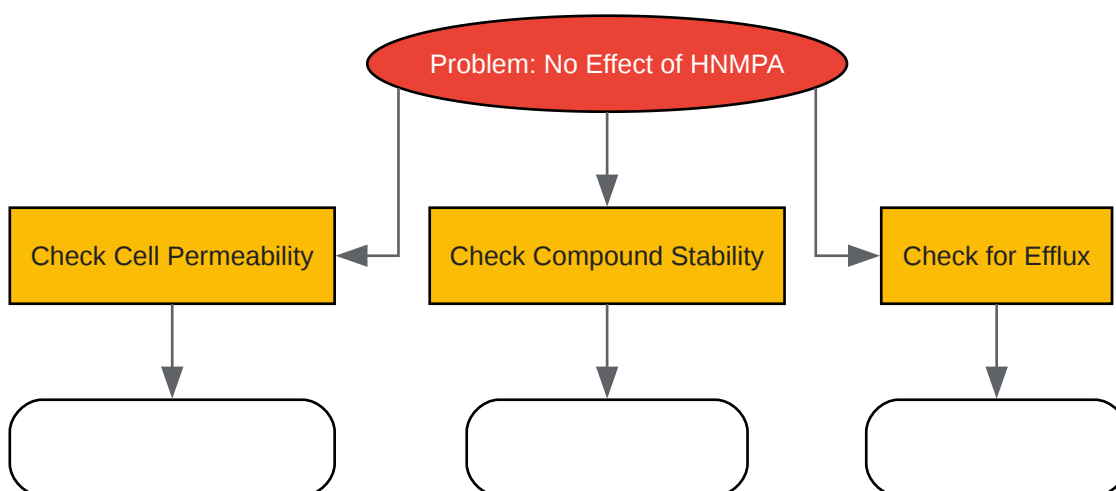 Problem: No Effect of HNMPA
Check Cell Permeability
Check Compound Stability
Check for Efflux